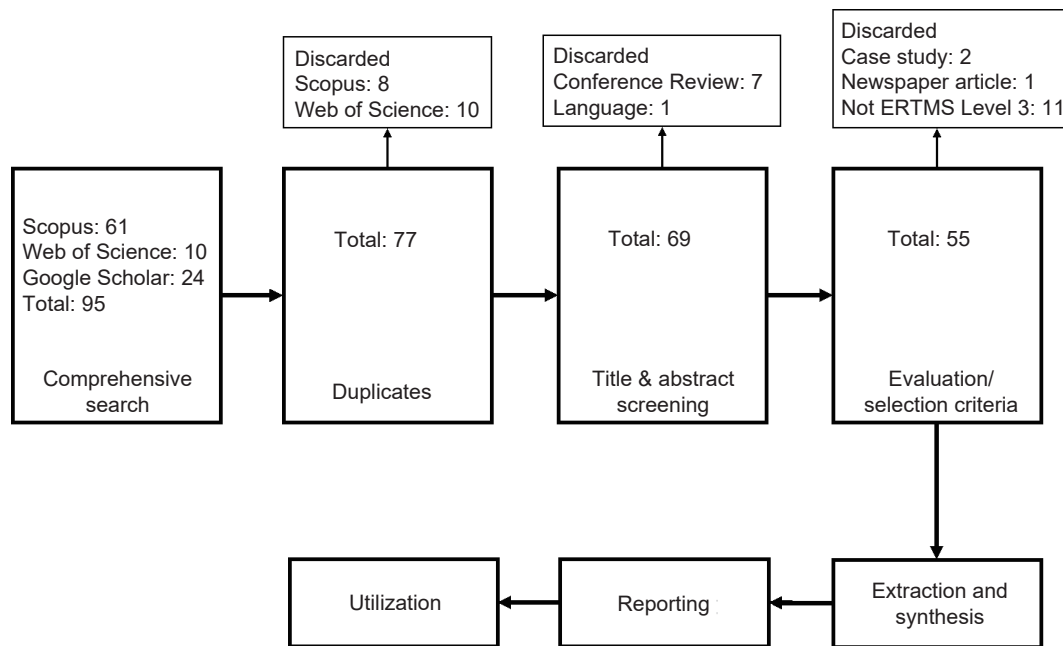 Discarded
Scopus: 8
Web of Science: 10
Discarded
Conference Review: 7
Language: 1
Discarded
Case study: 2
Newspaper article: 1
Not ERTMS Level 3: 11
Scopus: 61
Web of Science: 10
Google Scholar: 24
Total: 95
Comprehensive
search
Total: 77
Duplicates
Total: 69
Title & abstract
screening
Total: 55
Evaluation/
selection criteria
Extraction and
synthesis
Reporting
Utilization